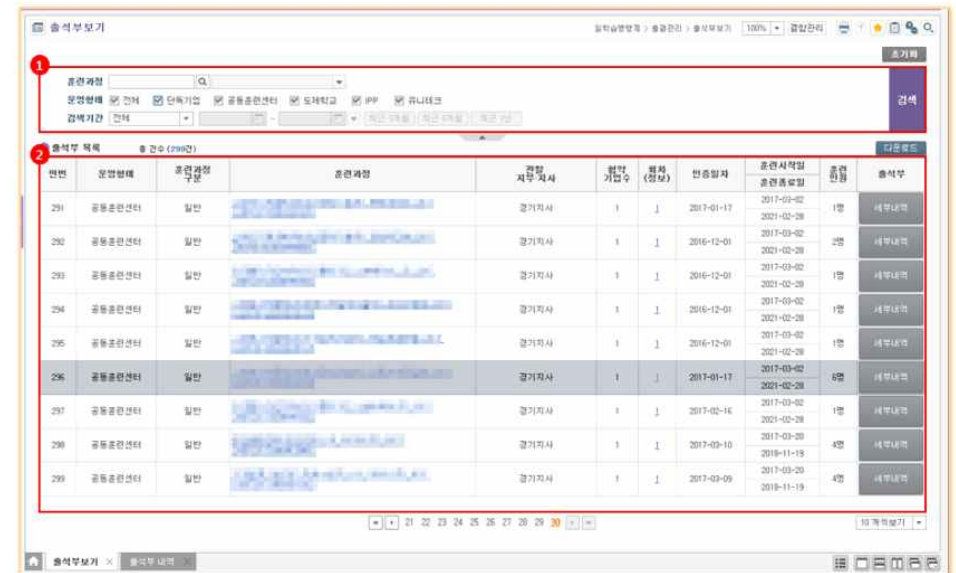 출석부보기
일학습병행제 > 출결관리 > 출석부보기 100% 결합관리
초기화
1
훈련과정
운영형태 전체 단독기업 공동훈련센터 도제학교 IPP 유니테크
검색기간 전체 - 최근 3개월 최근 6개월 최근 1년
검색
2
출석부 목록 총 건수 (299건) 다운로드
연번 운영형태 훈련과정 구분 훈련과정 관할 지부·지사 협약 기업수 회차 (정보) 인증일자 훈련시작일 훈련종료일 훈련 인원 출석부
291 공동훈련센터 일반 경기지사 1 1 2017-01-17 2017-03-02 2021-02-28 1명 세부내역
292 공동훈련센터 일반 경기지사 1 1 2016-12-01 2017-03-02 2021-02-28 2명 세부내역
293 공동훈련센터 일반 경기지사 1 1 2016-12-01 2017-03-02 2021-02-28 1명 세부내역
294 공동훈련센터 일반 경기지사 1 1 2016-12-01 2017-03-02 2021-02-28 1명 세부내역
295 공동훈련센터 일반 경기지사 1 1 2016-12-01 2017-03-02 2021-02-28 1명 세부내역
296 공동훈련센터 일반 경기지사 1 1 2017-01-17 2017-03-02 2021-02-28 6명 세부내역
297 공동훈련센터 일반 경기지사 1 1 2017-02-16 2017-03-02 2021-02-28 1명 세부내역
298 공동훈련센터 일반 경기지사 1 1 2017-03-10 2017-03-20 2018-11-19 4명 세부내역
299 공동훈련센터 일반 경기지사 1 1 2017-03-09 2017-03-20 2018-11-19 4명 세부내역
21 22 23 24 25 26 27 28 29 30 10 개씩보기
출석부보기 × 출석부 내역 ×